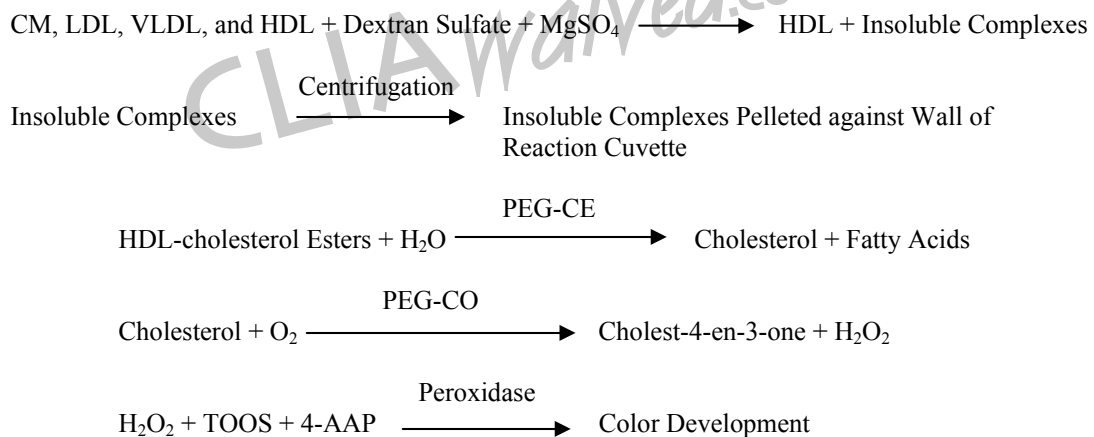 CM, LDL, VLDL, and HDL + Dextran Sulfate + MgSO₄ HDL + Insoluble Complexes
CLIAwaived.co
Centrifugation
Insoluble Complexes Insoluble Complexes Pelleted against Wall of
Reaction Cuvette
PEG-CE
HDL-cholesterol Esters + H₂O Cholesterol + Fatty Acids
PEG-CO
Cholesterol + O₂ Cholest-4-en-3-one + H₂O₂
Peroxidase
H₂O₂ + TOOS + 4-AAP Color Development